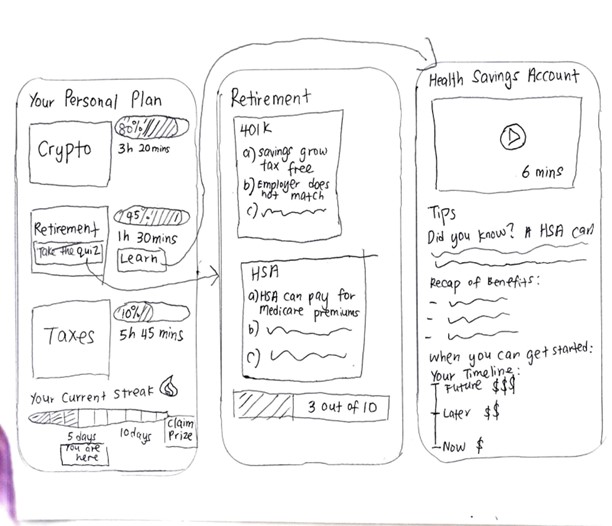 Your Personal Plan
Crypto
80%
3h 20mins
Retirement
Take the quiz
95%
1h 30mins
Learn
Taxes
10%
5h 45 mins
Your Current Streak
5 days
10days
Claim
Prize
You are
here
Retirement
401K
a) Savings grow
tax free
b) Employer does
not match
c)
HSA
a) HSA can pay for
Medicare premiums
b)
c)
3 out of 10
Health Savings Account
6 mins
Tips
Did you know? A HSA can
Recap of Benefits:
-
-
-
When you can get started:
Your Timeline:
Future $$$
Later $$
Now $